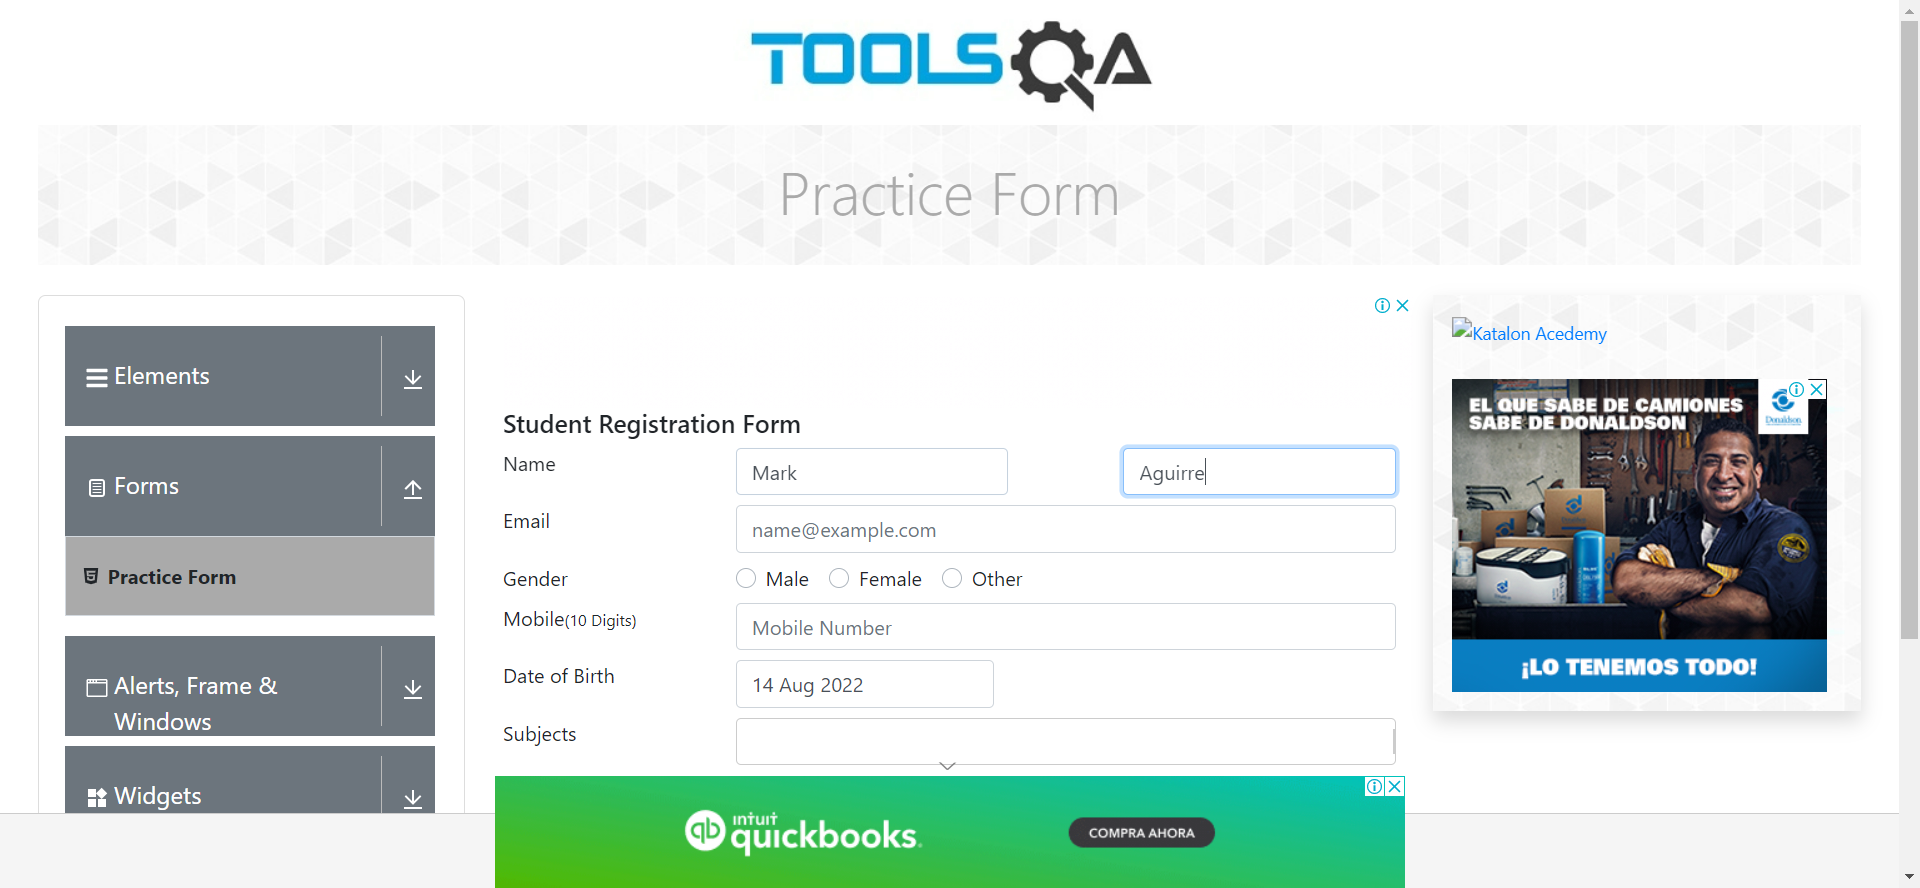 TOOLSQA
Practice Form
Elements
Forms
Practice Form
Alerts, Frame &
Windows
Widgets
Student Registration Form
Name
Mark
Aguirre
Email
name@example.com
Gender
Male
Female
Other
Mobile(10 Digits)
Mobile Number
Date of Birth
14 Aug 2022
Subjects
Katalon Acedemy
EL QUE SABE DE CAMIONES
SABE DE DONALDSON
Donaldson
¡LO TENEMOS TODO!
qb
intuit
quickbooks.
COMPRA AHORA